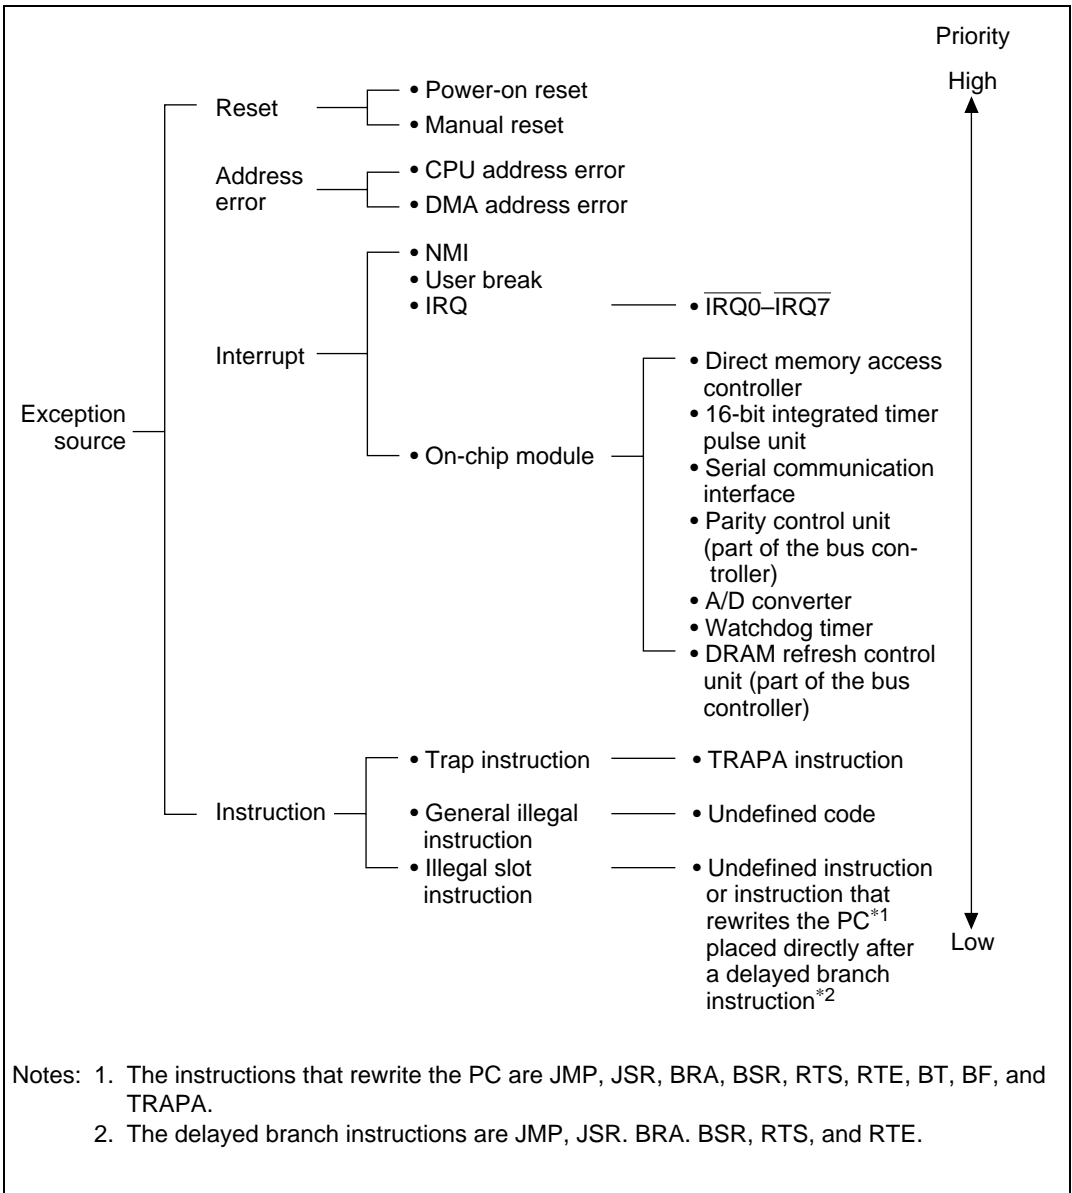 Priority
High
Reset
• Power-on reset
• Manual reset
Address
error
• CPU address error
• DMA address error
Interrupt
• NMI
• User break
• IRQ
• IRQ0–IRQ7
• On-chip module
• Direct memory access
controller
• 16-bit integrated timer
pulse unit
• Serial communication
interface
• Parity control unit
(part of the bus con-
troller)
• A/D converter
• Watchdog timer
• DRAM refresh control
unit (part of the bus
controller)
Exception
source
Instruction
• Trap instruction
• TRAPA instruction
• General illegal
instruction
• Undefined code
• Illegal slot
instruction
• Undefined instruction
or instruction that
rewrites the PC*1
placed directly after
a delayed branch
instruction*2
Low
Notes: 1. The instructions that rewrite the PC are JMP, JSR, BRA, BSR, RTS, RTE, BT, BF, and
TRAPA.
2. The delayed branch instructions are JMP, JSR. BRA. BSR, RTS, and RTE.